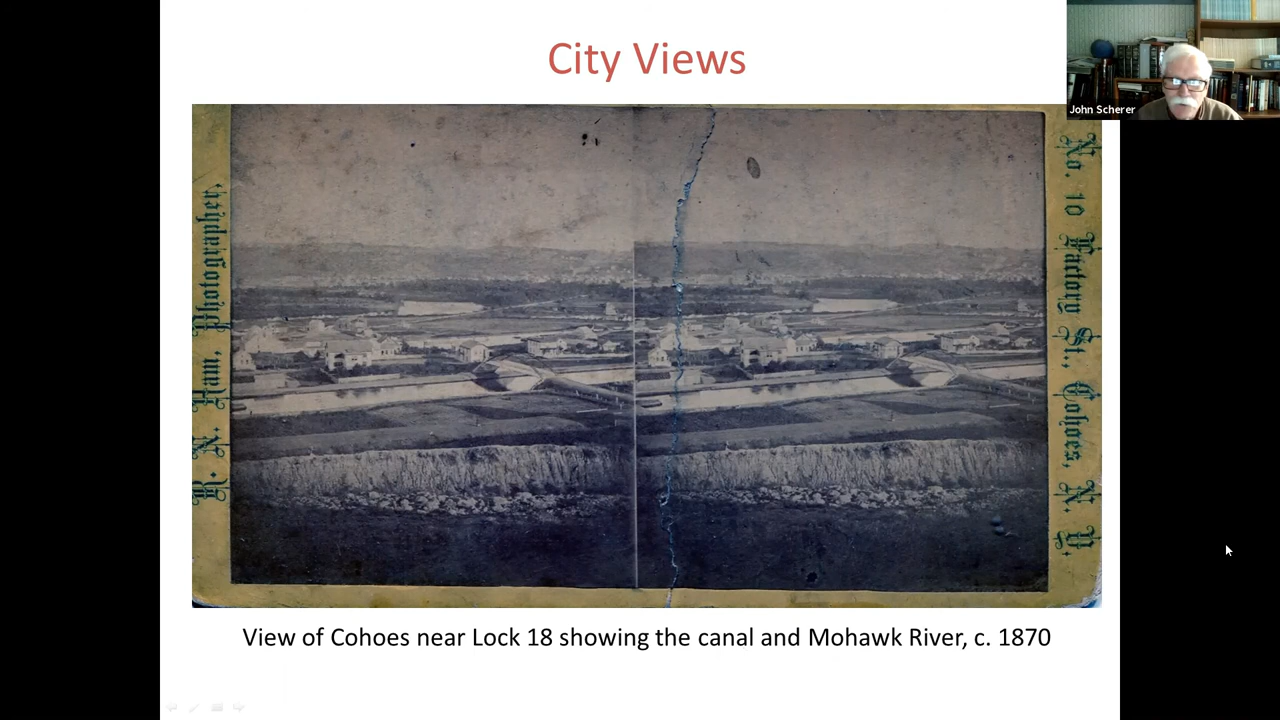 City Views
John Scherer
R. N. Ham, Photographer,
No. 10 Factory St., Cohoes, N. Y.
View of Cohoes near Lock 18 showing the canal and Mohawk River, c. 1870